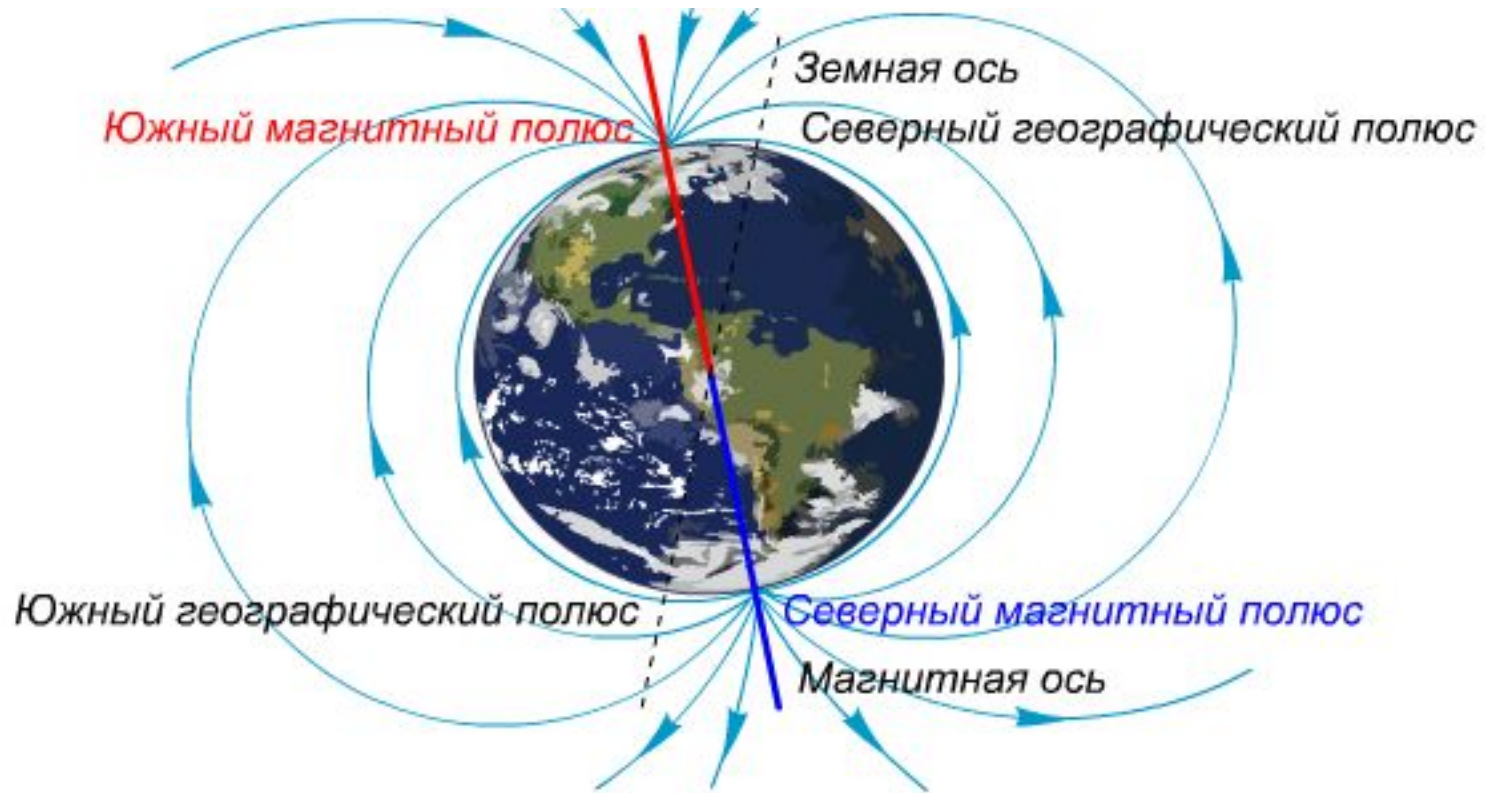 Земная ось
Южный магнитный полюс
Северный географический полюс
Южный географический полюс
Северный магнитный полюс
Магнитная ось